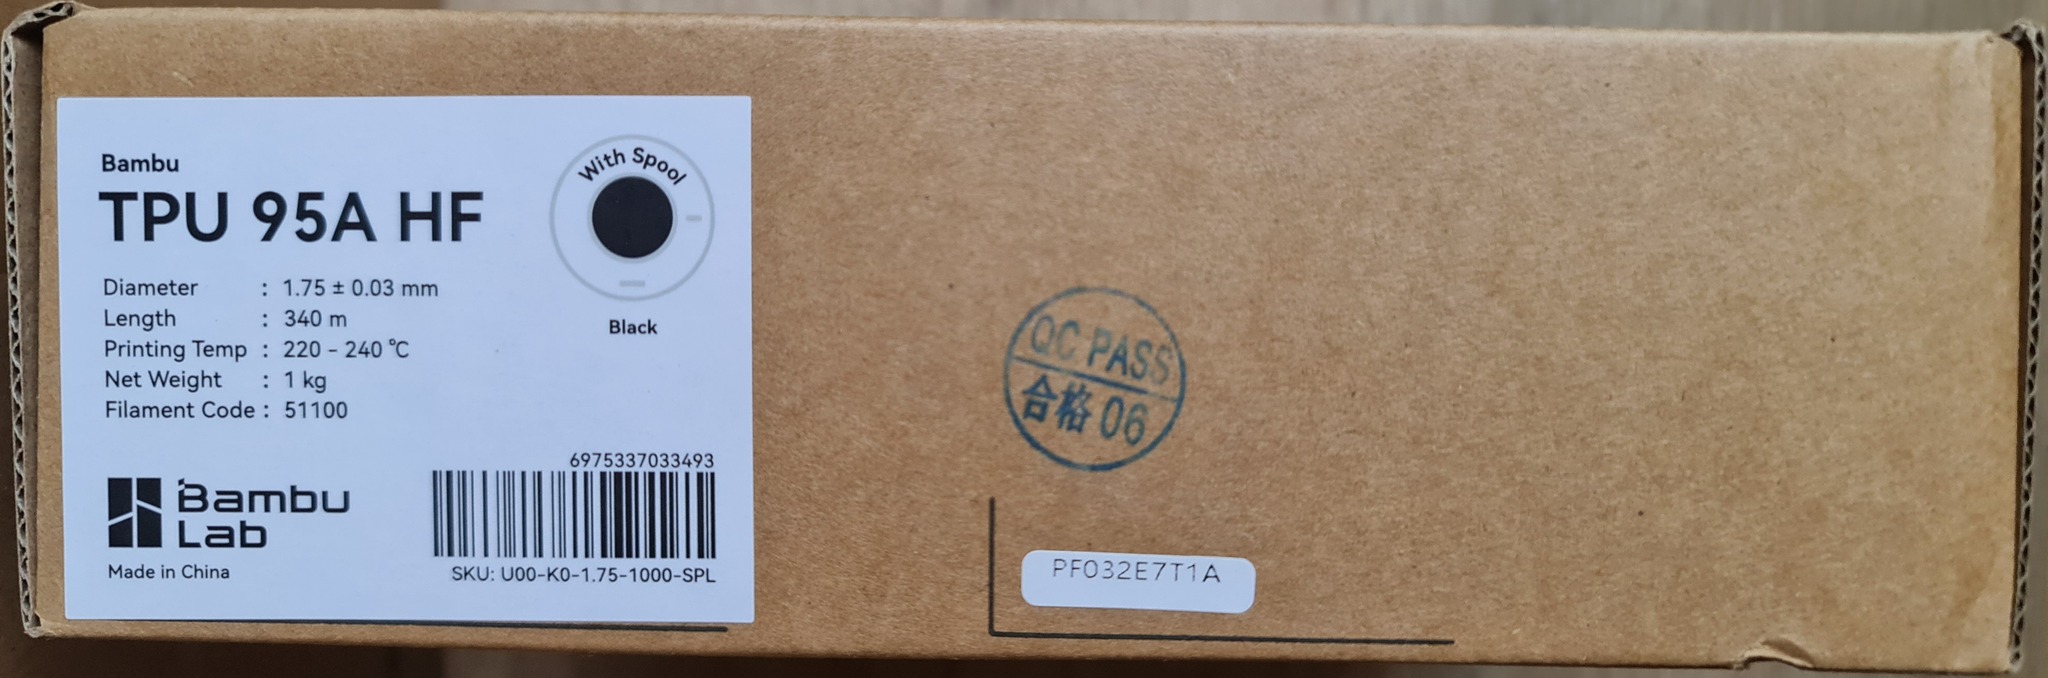 Bambu
TPU 95A HF
With Spool
Black
Diameter : 1.75 ± 0.03 mm
Length : 340 m
Printing Temp : 220 - 240 ℃
Net Weight : 1 kg
Filament Code : 51100
6975337033493
Bambu
Lab
Made in China
SKU: U00-K0-1.75-1000-SPL
QC PASS
合格 06
PF032E7T1A